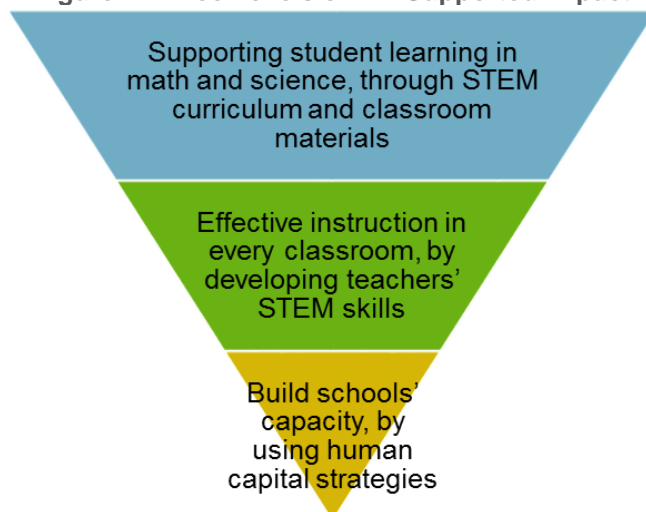 Supporting student learning in
math and science, through STEM
curriculum and classroom
materials
Effective instruction in
every classroom, by
developing teachers'
STEM skills
Build schools'
capacity, by
using human
capital strategies